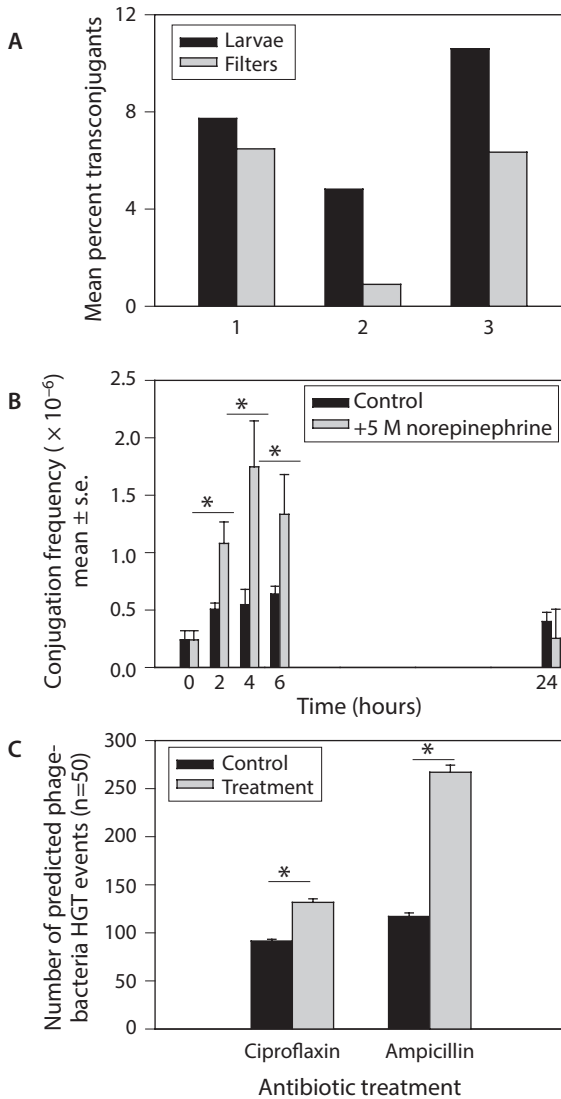 A
Mean percent transconjugants
12
8
4
0
Larvae
Filters
1 2 3
B
Conjugation frequency (×10⁻⁶)
mean ± s.e.
2.5
2.0
1.5
1.0
0.5
0.0
Control
+5 M norepinephrine
* * *
0 2 4 6 24
Time (hours)
C
Number of predicted phage-
bacteria HGT events (n=50)
300
250
200
150
100
50
0
Control
Treatment
* *
Ciproflaxin Ampicillin
Antibiotic treatment